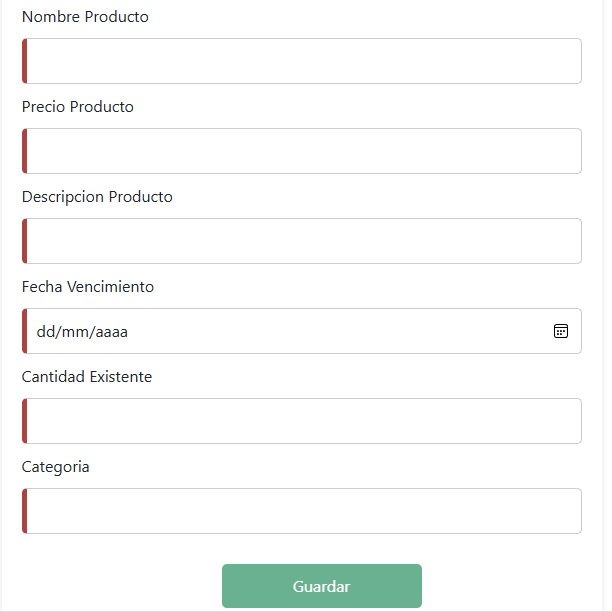 Nombre Producto
Precio Producto
Descripcion Producto
Fecha Vencimiento
dd/mm/aaaa
Cantidad Existente
Categoria
Guardar